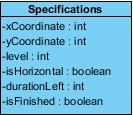 Specifications
-xCoordinate : int
-yCoordinate : int
-level : int
-isHorizontal : boolean
-durationLeft : int
-isFinished : boolean